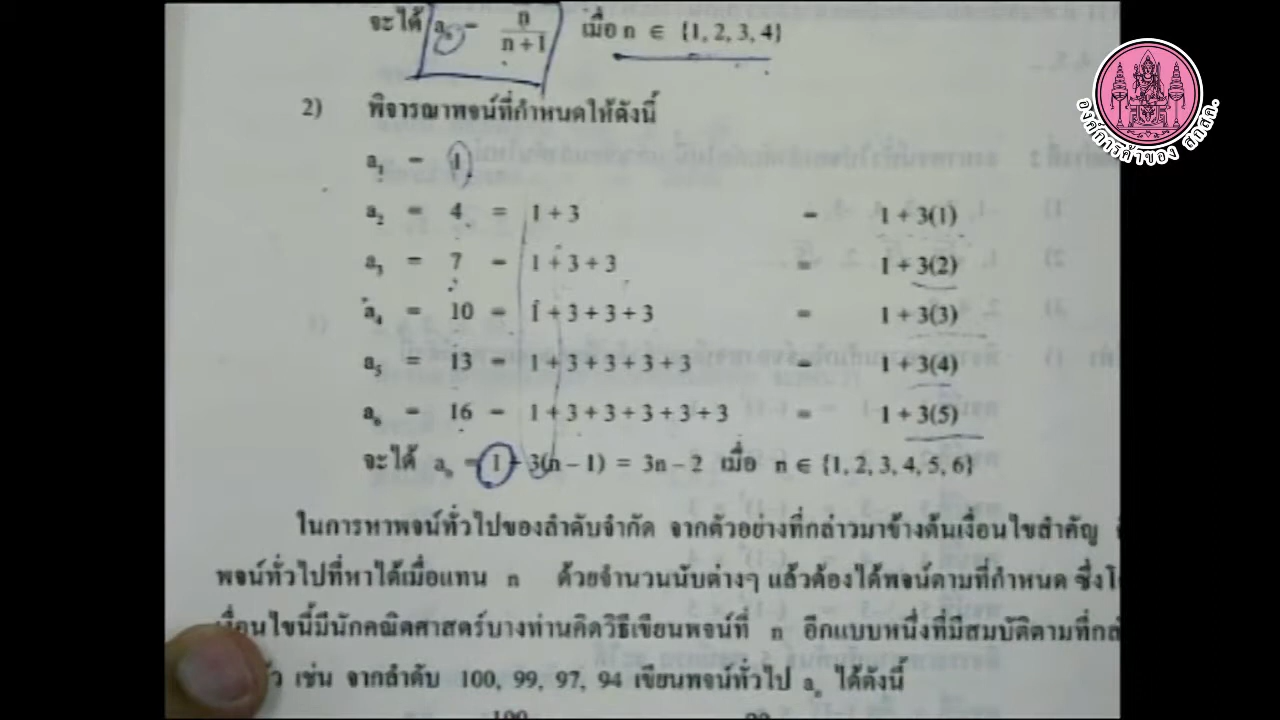 จะได้ aₙ = n/(n + 1) เมื่อ n ∈ {1, 2, 3, 4}
2) พิจารณาพจน์ที่กำหนดให้ดังนี้
a₁ = 1
a₂ = 4 = 1 + 3 = 1 + 3(1)
a₃ = 7 = 1 + 3 + 3 = 1 + 3(2)
a₄ = 10 = 1 + 3 + 3 + 3 = 1 + 3(3)
a₅ = 13 = 1 + 3 + 3 + 3 + 3 = 1 + 3(4)
a₆ = 16 = 1 + 3 + 3 + 3 + 3 + 3 = 1 + 3(5)
จะได้ aₙ = 1 + 3(n – 1) = 3n – 2 เมื่อ n ∈ {1, 2, 3, 4, 5, 6}
ในการหาพจน์ทั่วไปของลำดับจำกัด จากตัวอย่างที่กล่าวมาข้างต้นเงื่อนไขสำคัญ
พจน์ทั่วไปที่หาได้เมื่อแทน n ด้วยจำนวนนับต่างๆ แล้วต้องได้พจน์ตามที่กำหนด
เงื่อนไขนี้มีนักคณิตศาสตร์บางท่านคิดวิธีเขียนพจน์ที่ n อีกแบบหนึ่งที่มีสมบัติตามที่
เช่น จากลำดับ 100, 99, 97, 94 เขียนพจน์ทั่วไป aₙ ได้ดังนี้
องค์การค้าของ สกสค.